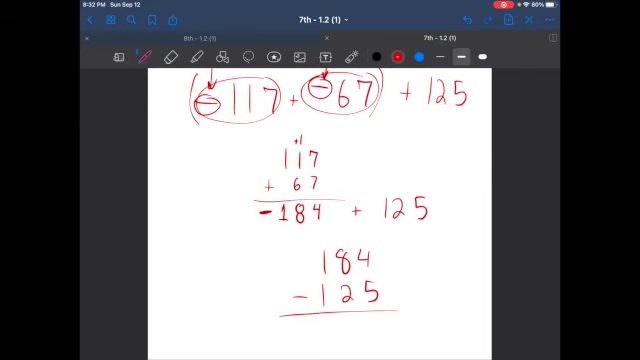 8:32 PM Sun Sep 12
80%
7th - 1.2 (1)
8th - 1.2 (1)
7th - 1.2 (1)
(-117 + -67) + 125
+1
117
+ 67
-184 + 125
184
- 125